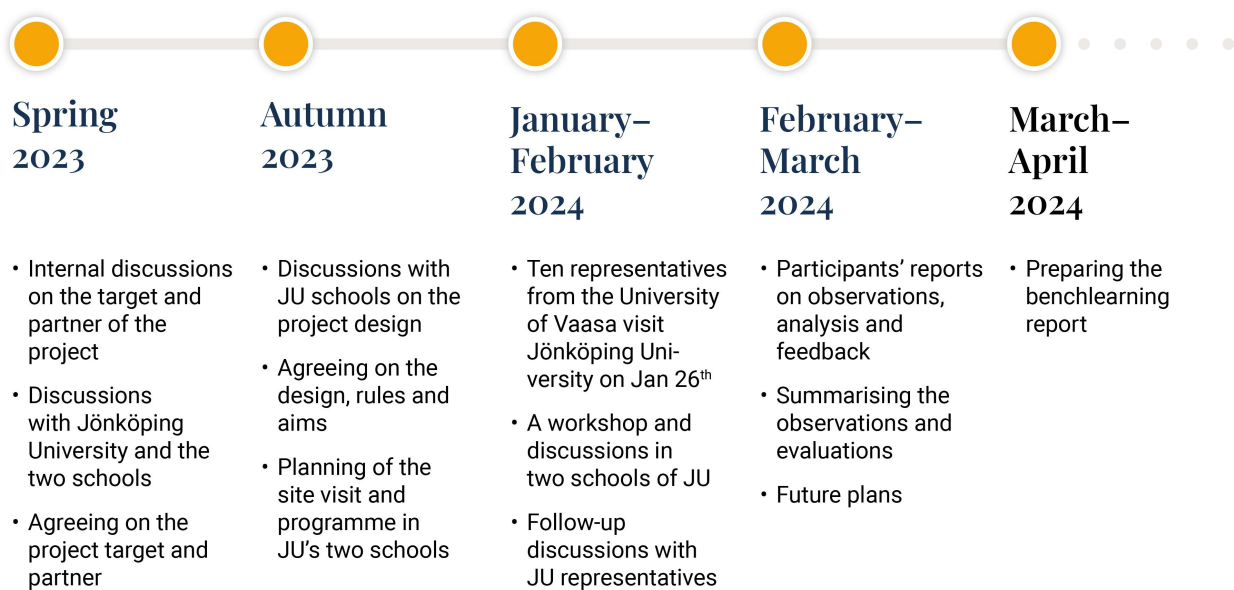 Spring
2023
• Internal discussions
on the target and
partner of the
project
• Discussions
with Jönköping
University and the
two schools
• Agreeing on the
project target and
partner
Autumn
2023
• Discussions with
JU schools on the
project design
• Agreeing on the
design, rules and
aims
• Planning of the
site visit and
programme in
JU’s two schools
January–
February
2024
• Ten representatives
from the University
of Vaasa visit
Jönköping Uni-
versity on Jan 26th
• A workshop and
discussions in
two schools of JU
• Follow-up
discussions with
JU representatives
February–
March
2024
• Participants’ reports
on observations,
analysis and
feedback
• Summarising the
observations and
evaluations
• Future plans
March–
April
2024
• Preparing the
benchlearning
report